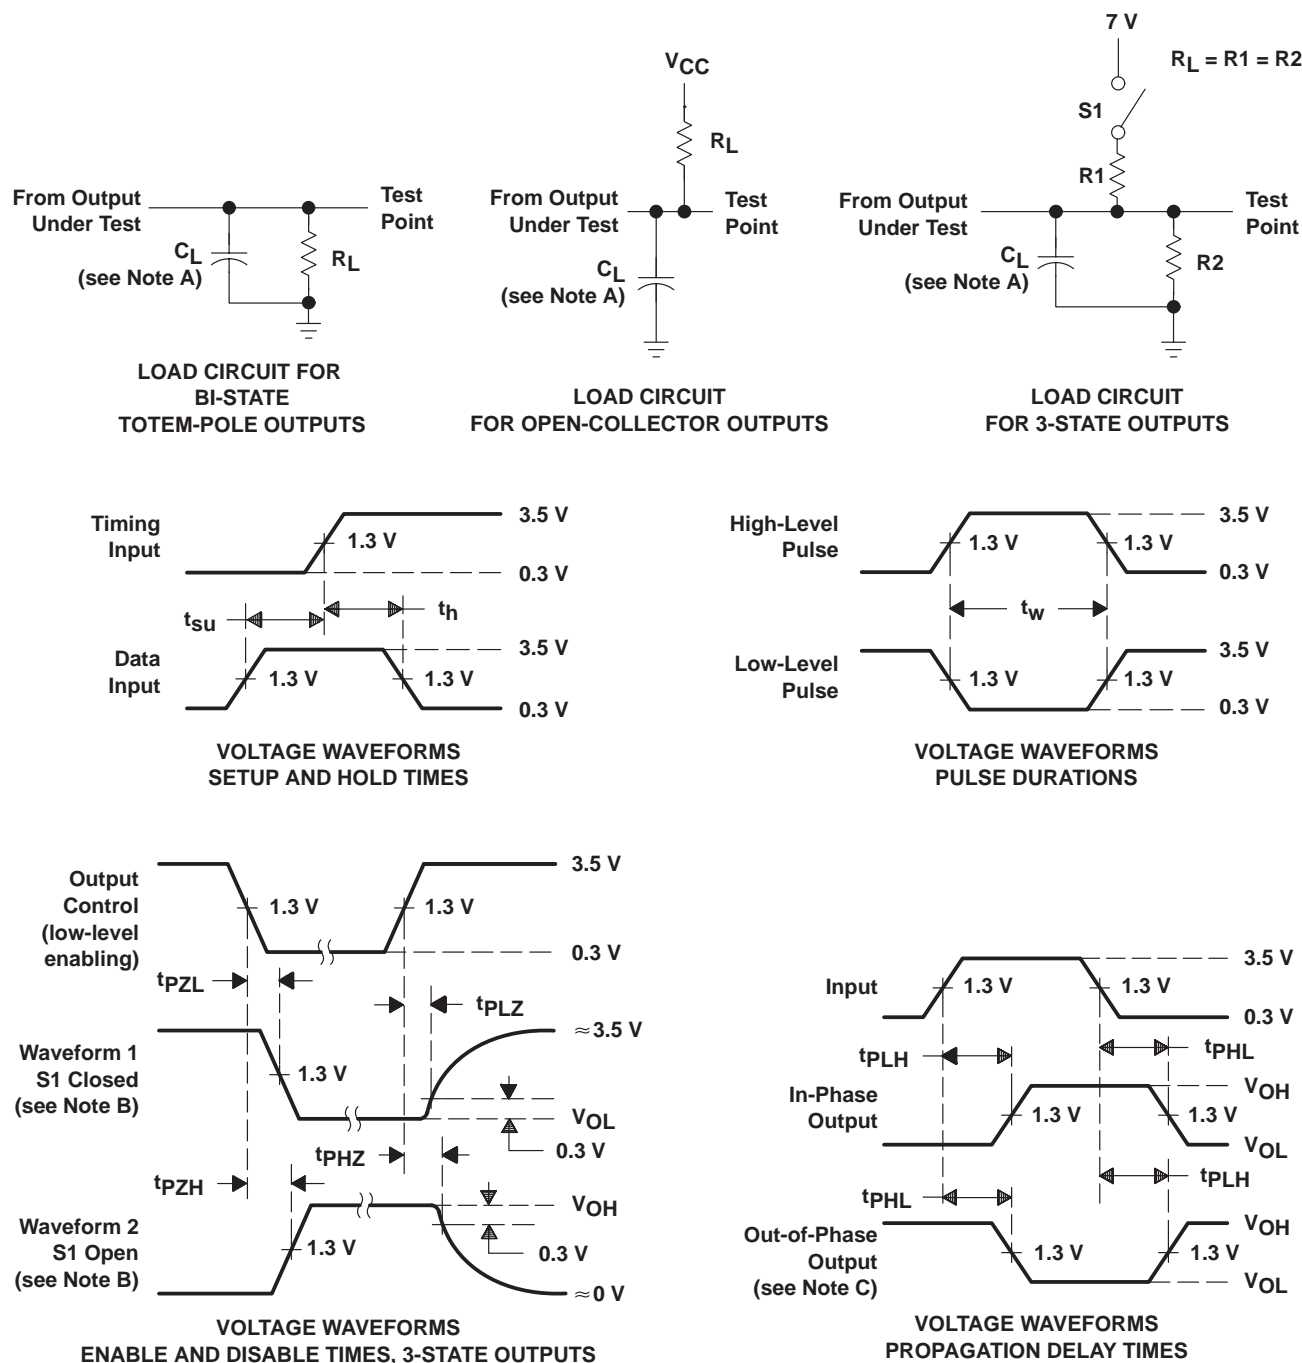 7 V
RL = R1 = R2
S1
R1
From Output
Under Test
Test
Point
CL
(see Note A)
R2
LOAD CIRCUIT
FOR 3-STATE OUTPUTS
VCC
RL
From Output
Under Test
Test
Point
CL
(see Note A)
LOAD CIRCUIT
FOR OPEN-COLLECTOR OUTPUTS
From Output
Under Test
Test
Point
CL
(see Note A)
RL
LOAD CIRCUIT FOR
BI-STATE
TOTEM-POLE OUTPUTS
Timing
Input
1.3 V
3.5 V
0.3 V
tsu
th
Data
Input
1.3 V
1.3 V
3.5 V
0.3 V
VOLTAGE WAVEFORMS
SETUP AND HOLD TIMES
High-Level
Pulse
1.3 V
1.3 V
3.5 V
0.3 V
tw
Low-Level
Pulse
1.3 V
1.3 V
3.5 V
0.3 V
VOLTAGE WAVEFORMS
PULSE DURATIONS
Output
Control
(low-level
enabling)
1.3 V
1.3 V
3.5 V
0.3 V
tPZL
tPLZ
Waveform 1
S1 Closed
(see Note B)
1.3 V
≈3.5 V
VOL
0.3 V
tPHZ
tPZH
Waveform 2
S1 Open
(see Note B)
1.3 V
VOH
0.3 V
≈0 V
VOLTAGE WAVEFORMS
ENABLE AND DISABLE TIMES, 3-STATE OUTPUTS
Input
1.3 V
1.3 V
3.5 V
0.3 V
tPLH
tPHL
In-Phase
Output
1.3 V
1.3 V
VOH
VOL
tPHL
tPLH
Out-of-Phase
Output
(see Note C)
1.3 V
1.3 V
VOH
VOL
VOLTAGE WAVEFORMS
PROPAGATION DELAY TIMES